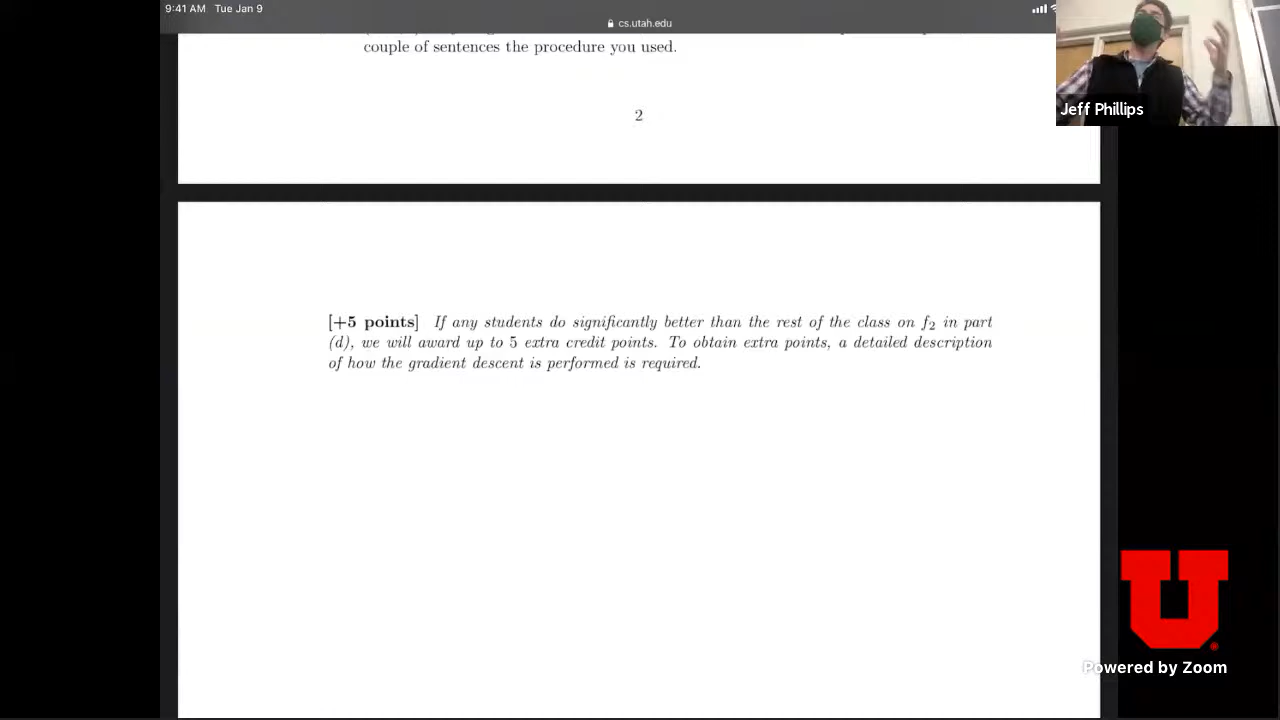 9:41 AM Tue Jan 9
cs.utah.edu
couple of sentences the procedure you used.
2
Jeff Phillips
[+5 points] If any students do significantly better than the rest of the class on f₂ in part
(d), we will award up to 5 extra credit points. To obtain extra points, a detailed description
of how the gradient descent is performed is required.
U
Powered by Zoom